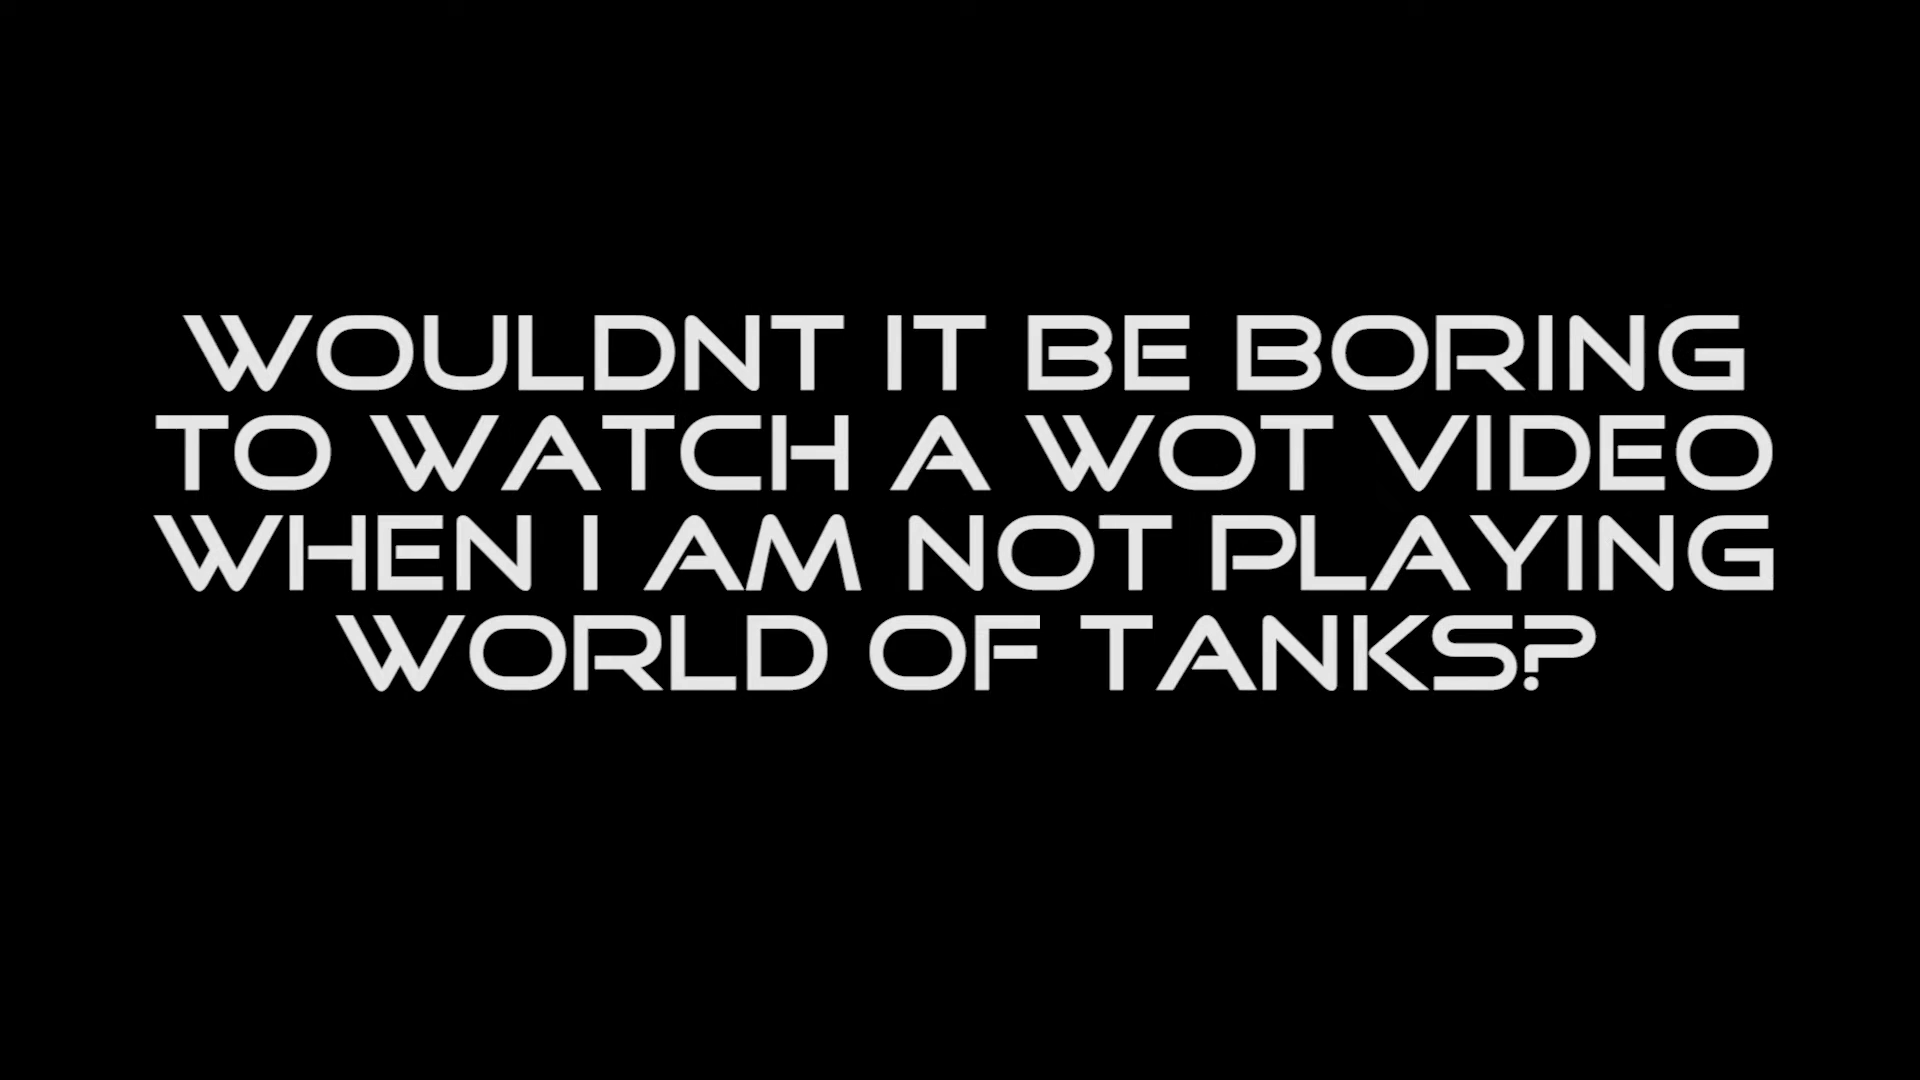 WOULDNT IT BE BORING
TO WATCH A WOT VIDEO
WHEN I AM NOT PLAYING
WORLD OF TANKS?